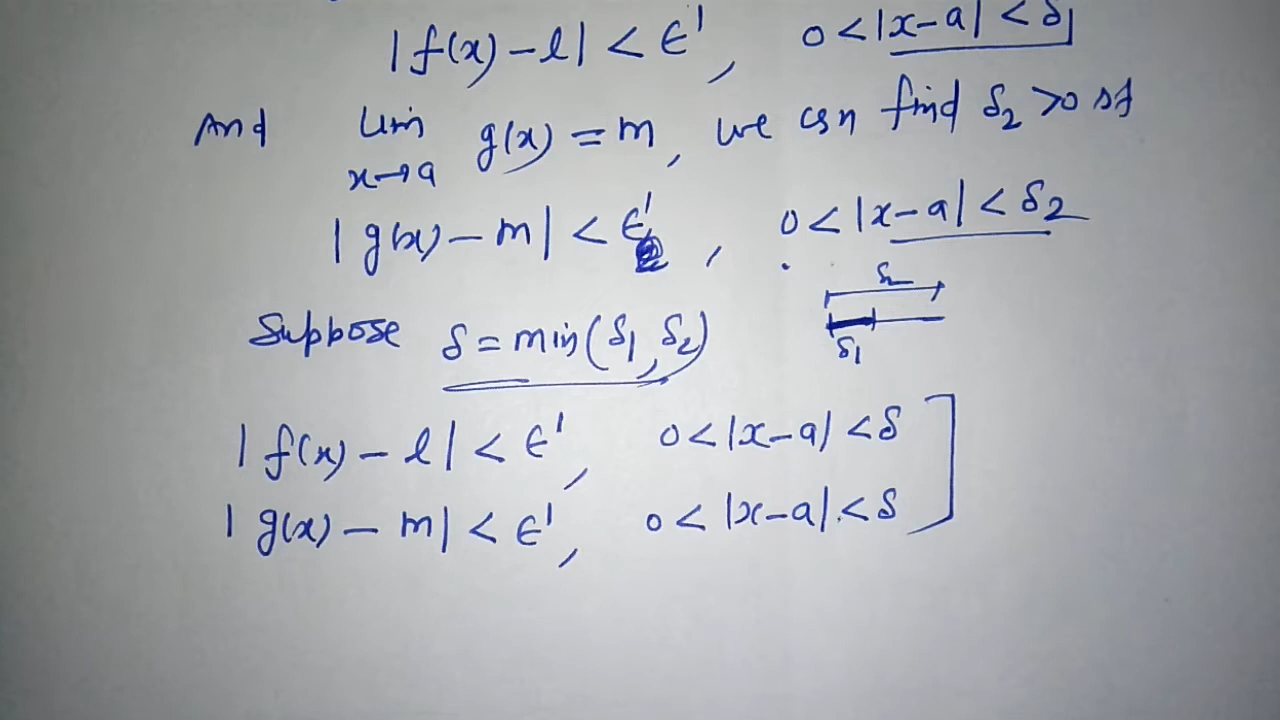 |f(x) – l| < ϵ', 0 < |x – a| < δ₁
And lim x→a g(x) = m, we can find δ₂ > 0 st
|g(x) – m| < ϵ', 0 < |x – a| < δ₂
δ₂
Suppose δ = min(δ₁, δ₂)
δ₁
|f(x) – l| < ϵ', 0 < |x – a| < δ
|g(x) – m| < ϵ', 0 < |x – a| < δ